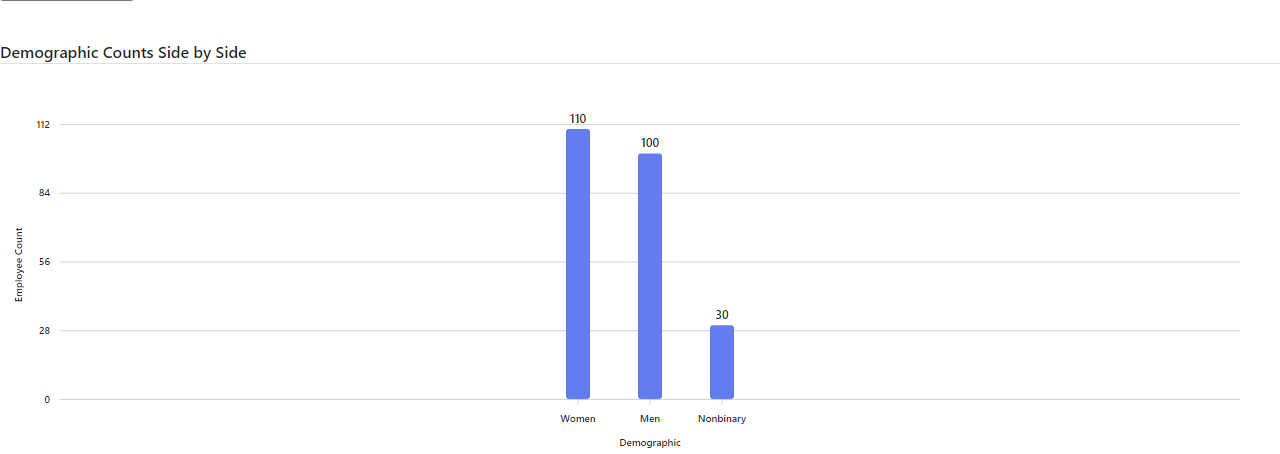 Demographic Counts Side by Side
110
112
100
84
Employee Count
56
30
28
0
Women Men Nonbinary
Demographic